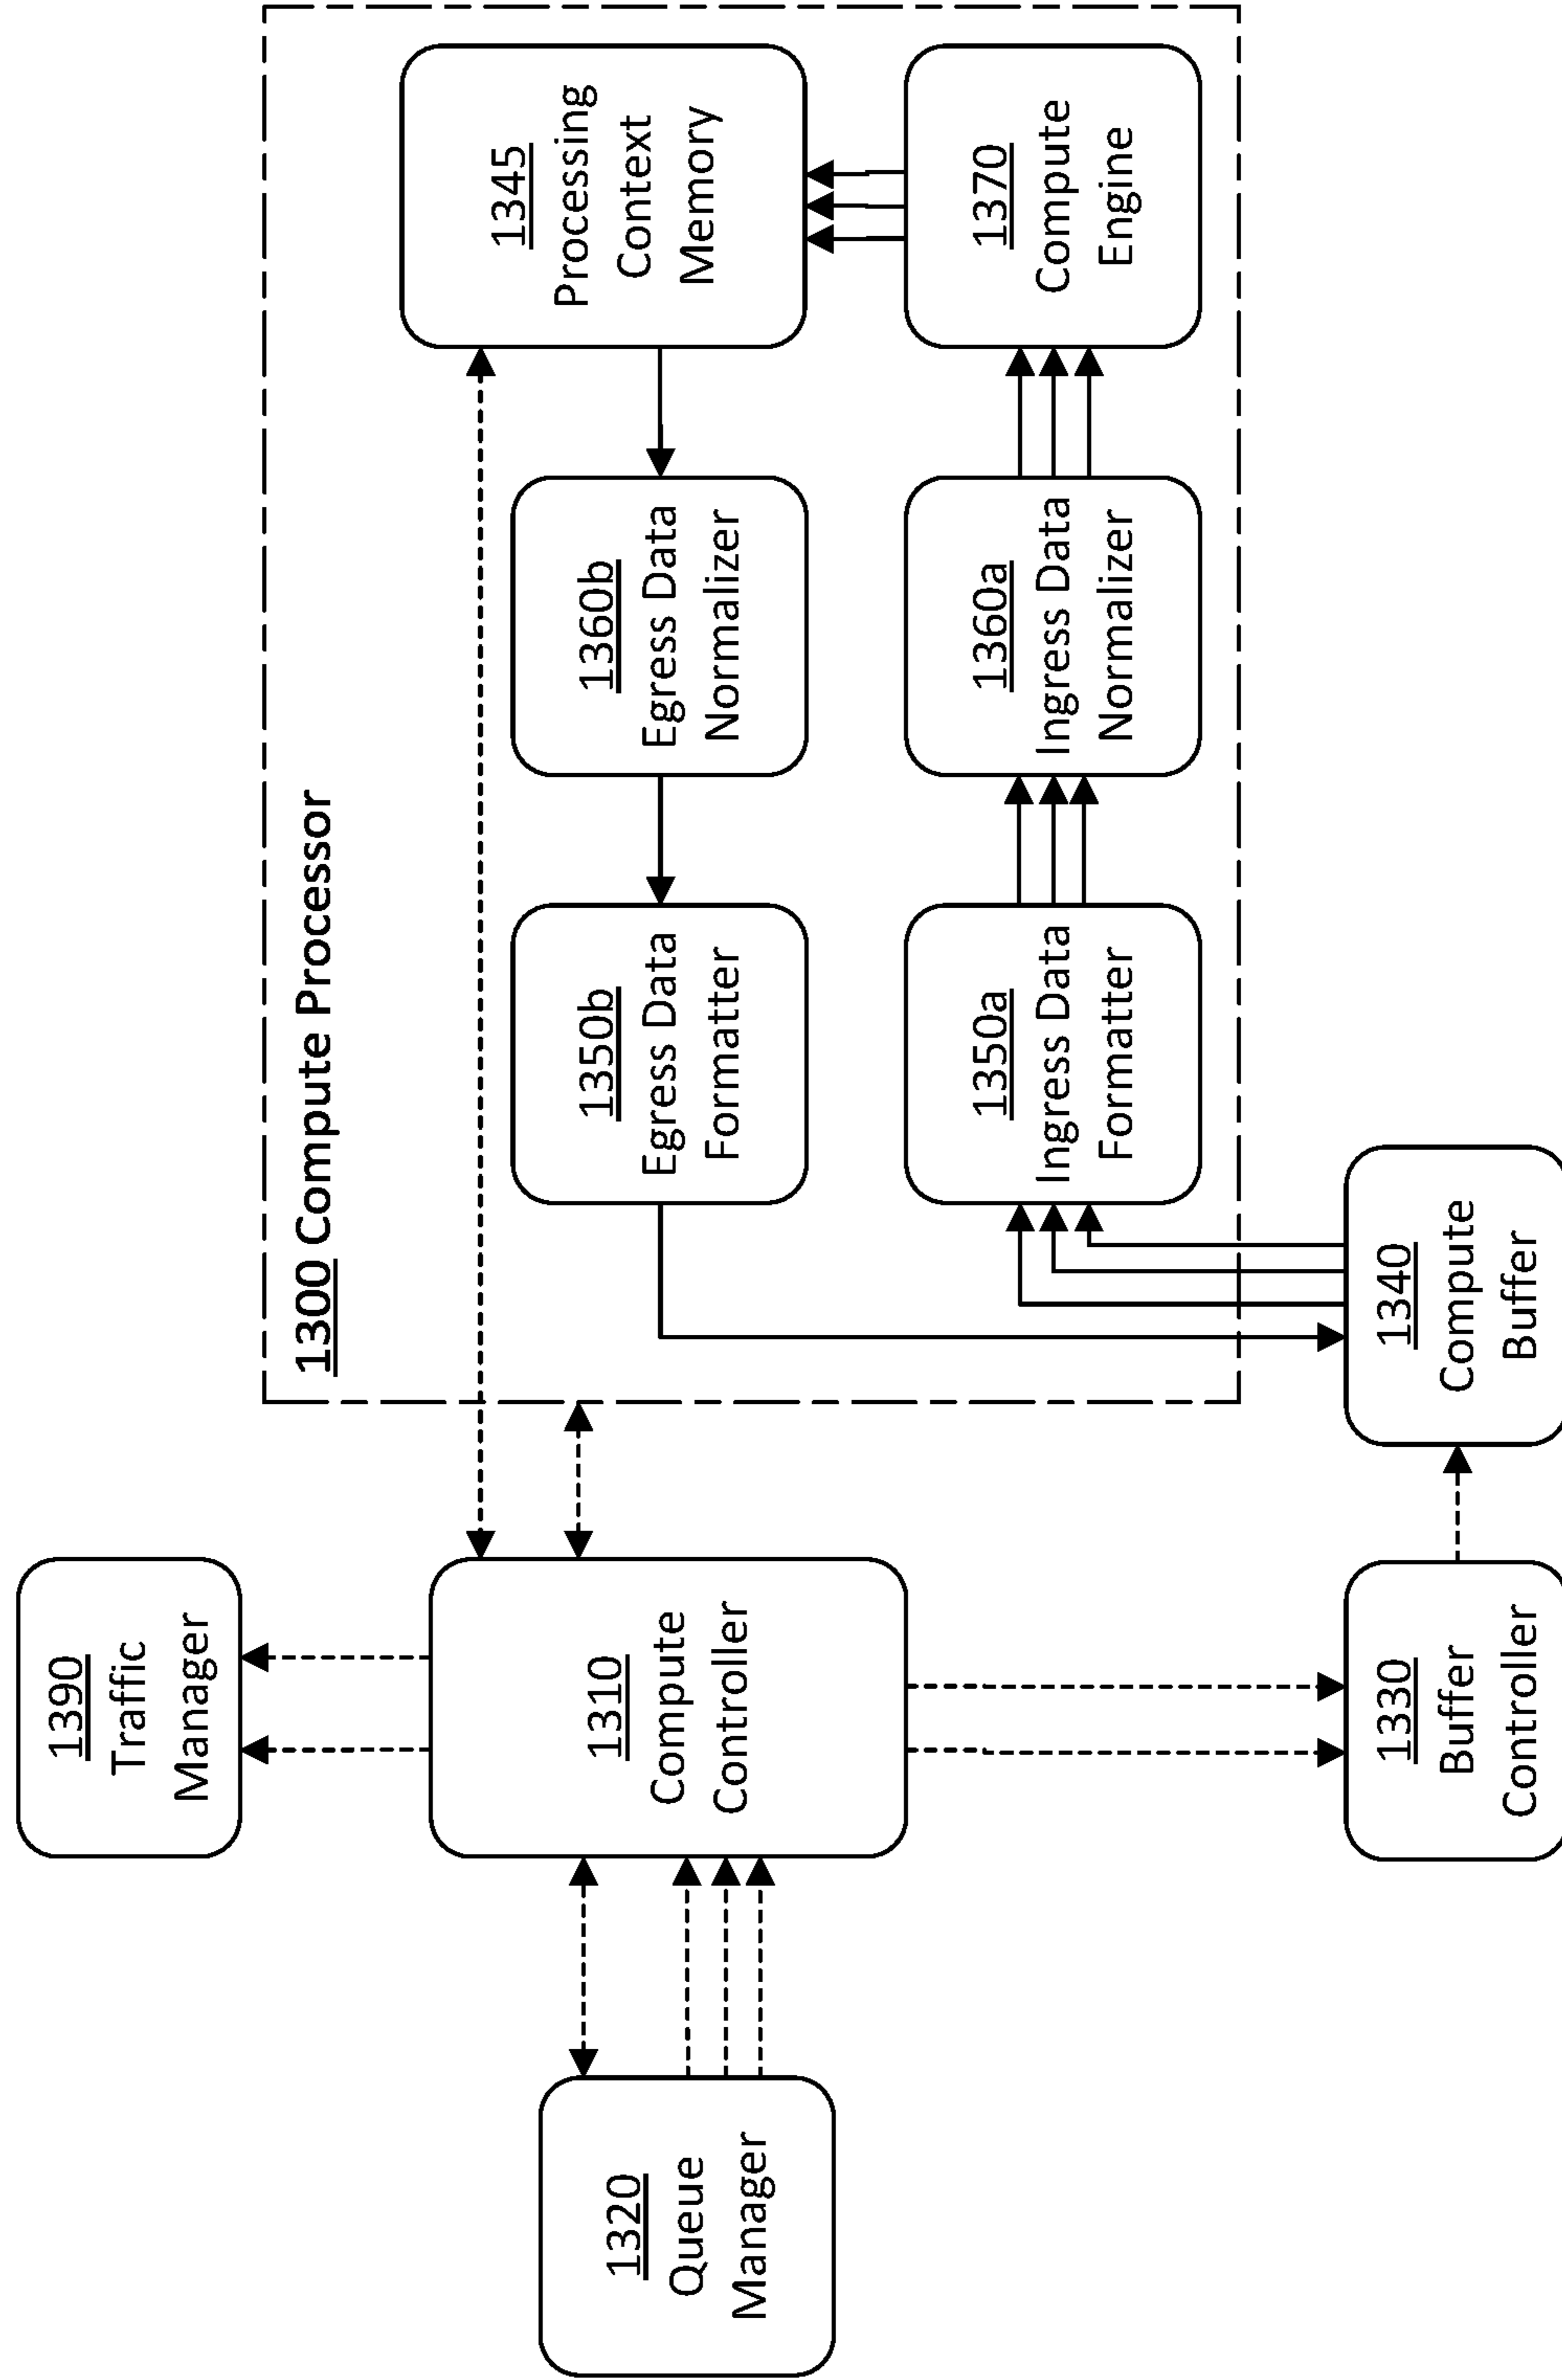 1390
Traffic
Manager
1300 Compute Processor
1320
Queue
Manager
1310
Compute
Controller
1350b
Egress Data
Formatter
1360b
Egress Data
Normalizer
1345
Processing
Context
Memory
1350a
Ingress Data
Formatter
1360a
Ingress Data
Normalizer
1370
Compute
Engine
1330
Buffer
Controller
1340
Compute
Buffer